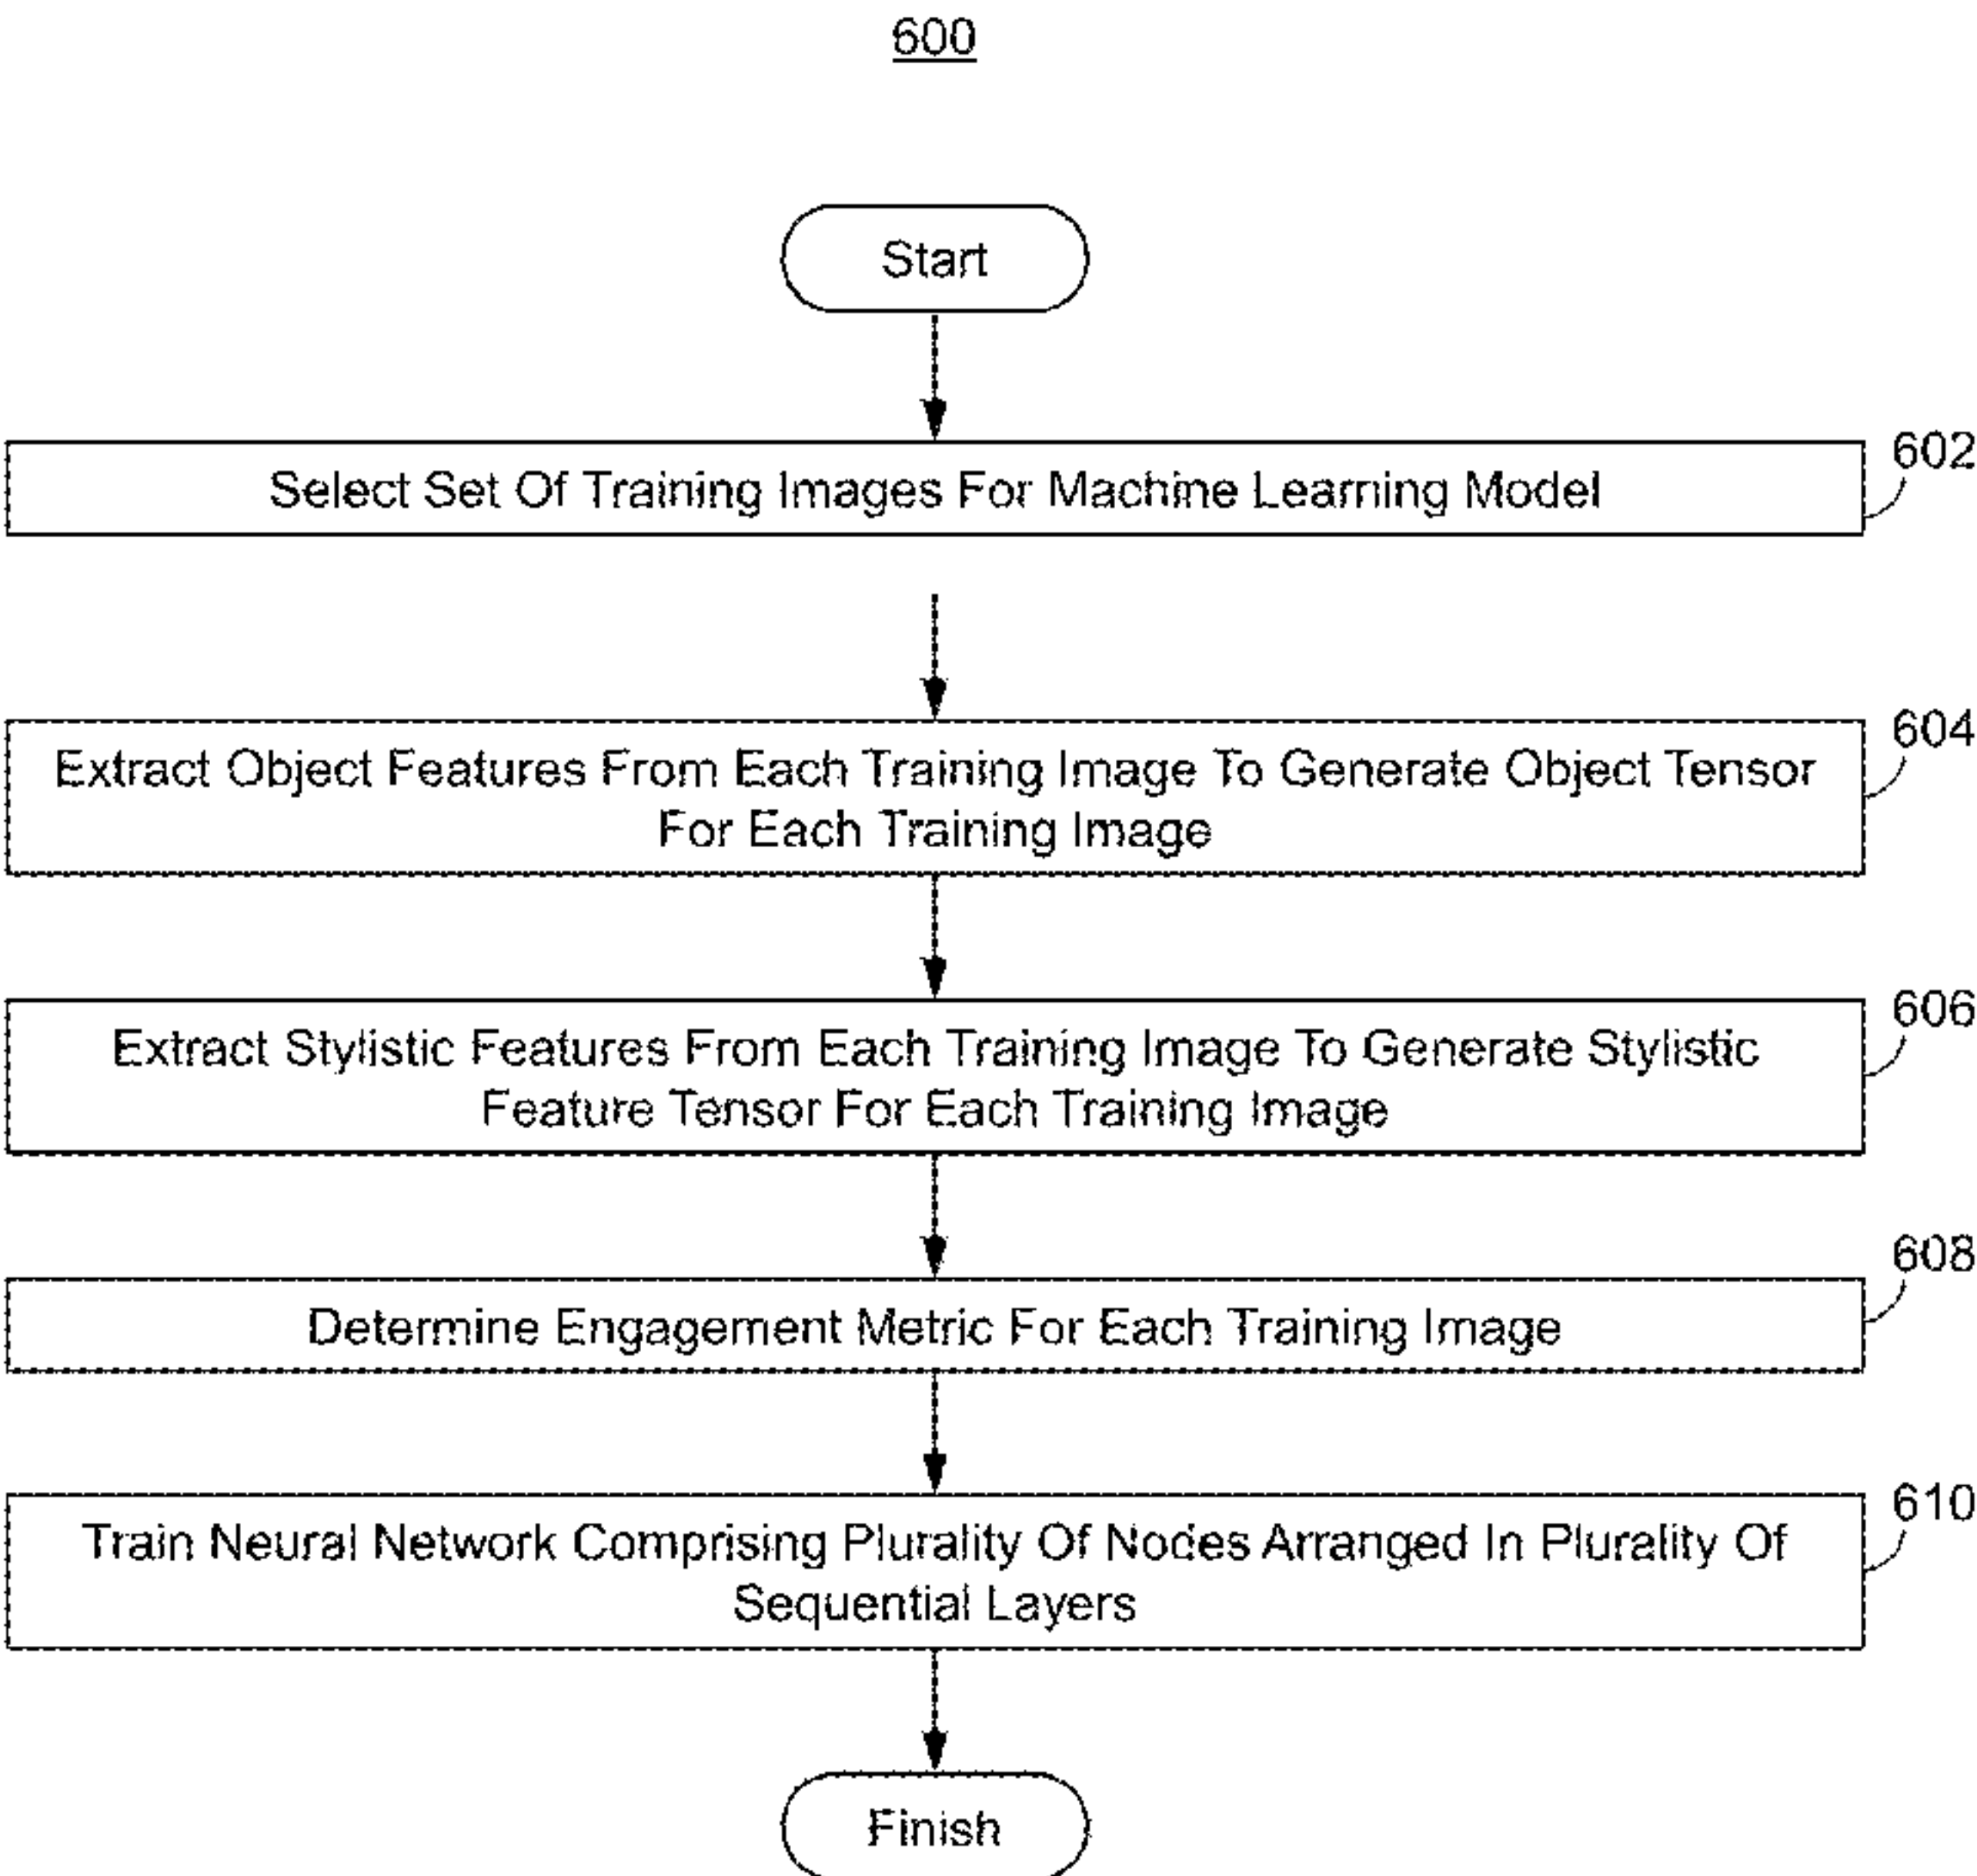 600
Start
Select Set Of Training Images For Machine Learning Model
602
Extract Object Features From Each Training Image To Generate Object Tensor
For Each Training Image
604
Extract Stylistic Features From Each Training Image To Generate Stylistic
Feature Tensor For Each Training Image
606
Determine Engagement Metric For Each Training Image
608
Train Neural Network Comprising Plurality Of Nodes Arranged In Plurality Of
Sequential Layers
610
Finish